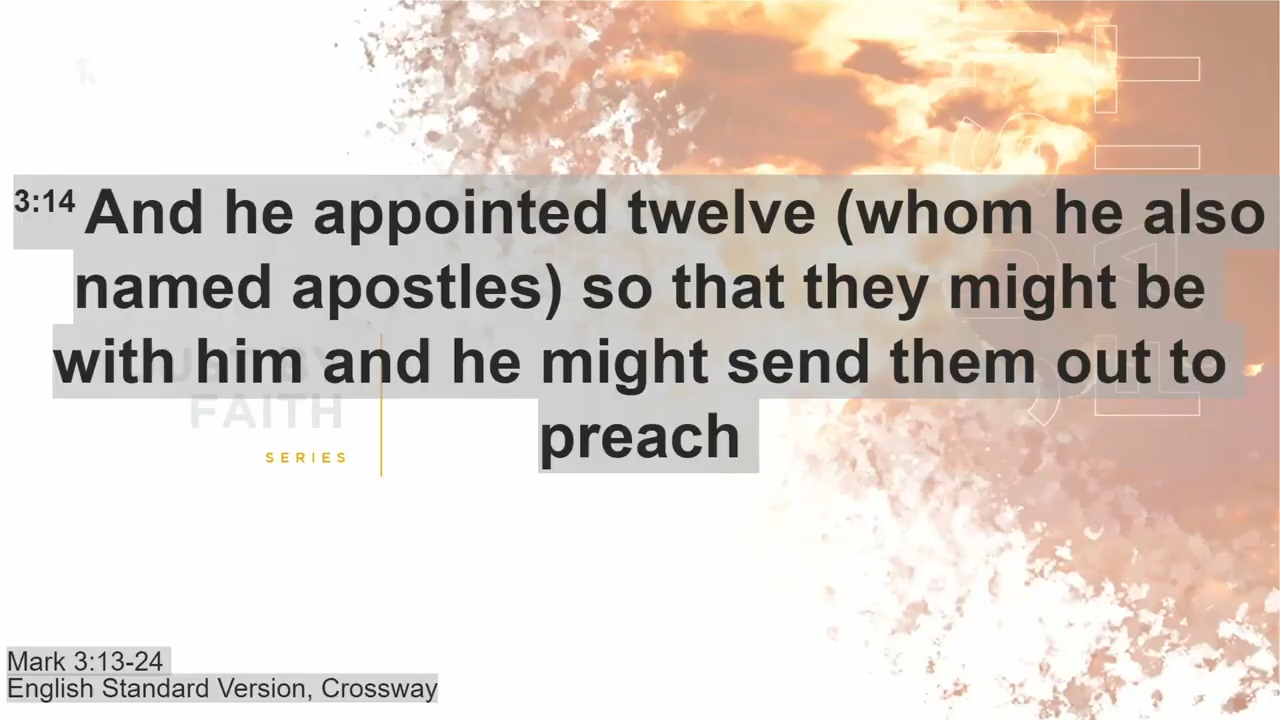 3:14 And he appointed twelve (whom he also
named apostles) so that they might be
with him and he might send them out to
preach
FAITH
SERIES
Mark 3:13-24
English Standard Version, Crossway